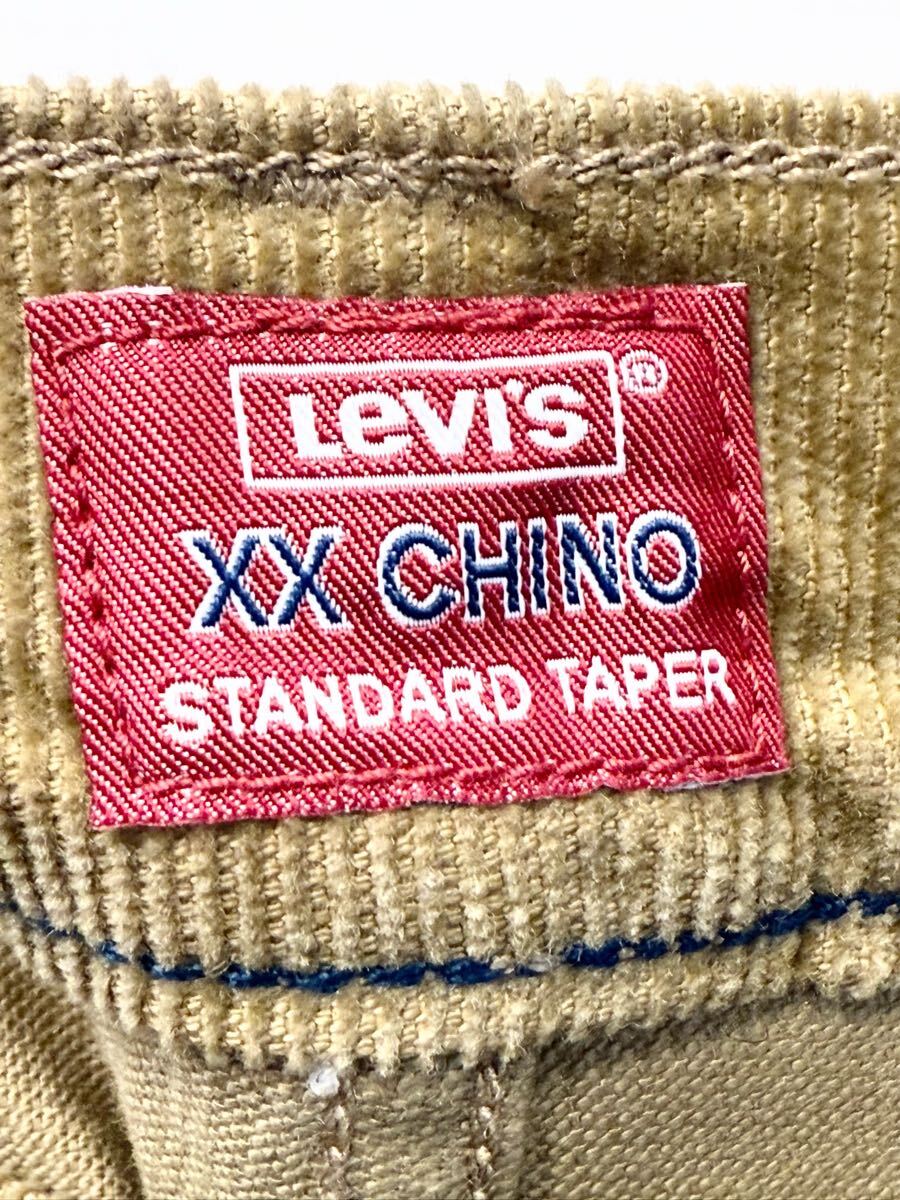 Levi's®
XX CHINO
STANDARD TAPER